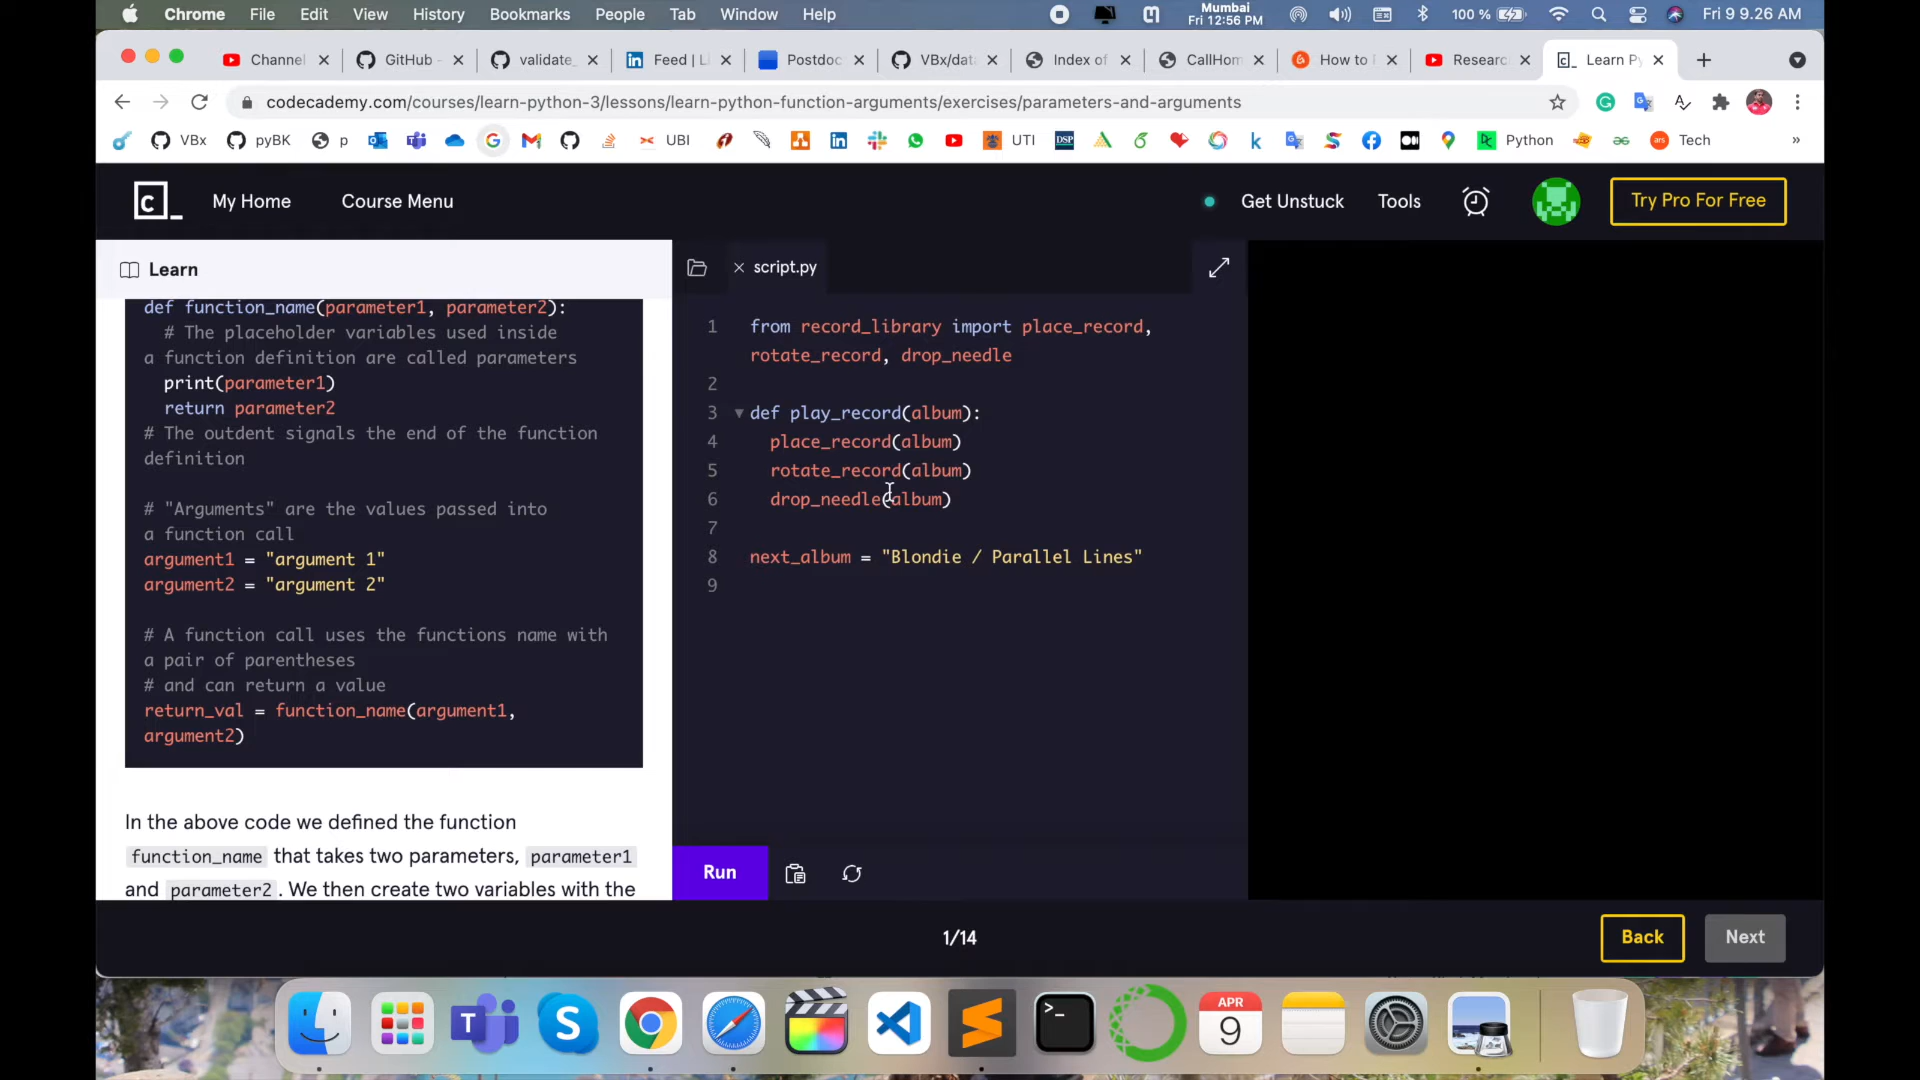 Chrome File Edit View History Bookmarks People Tab Window Help
Mumbai
Fri 12:56 PM
100 %
Fri 9 9.26 AM
Channel
GitHub -
validate_
Feed | Li
Postdoc
VBx/data
Index of
CallHom
How to
Researc
Learn Py
codecademy.com/courses/learn-python-3/lessons/learn-python-function-arguments/exercises/parameters-and-arguments
VBx pyBK p UBI UTI DSP k DC Python ars Tech »
c_ My Home Course Menu Get Unstuck Tools Try Pro For Free
Learn
def function_name(parameter1, parameter2):
# The placeholder variables used inside
a function definition are called parameters
print(parameter1)
return parameter2
# The outdent signals the end of the function
definition
# "Arguments" are the values passed into
a function call
argument1 = "argument 1"
argument2 = "argument 2"
# A function call uses the functions name with
a pair of parentheses
# and can return a value
return_val = function_name(argument1,
argument2)
In the above code we defined the function
function_name that takes two parameters, parameter1
and parameter2 . We then create two variables with the
script.py
1 from record_library import place_record,
rotate_record, drop_needle
2
3 def play_record(album):
4 place_record(album)
5 rotate_record(album)
6 drop_needle(album)
7
8 next_album = "Blondie / Parallel Lines"
9
Run
1/14
Back Next
T S >_ APR 9